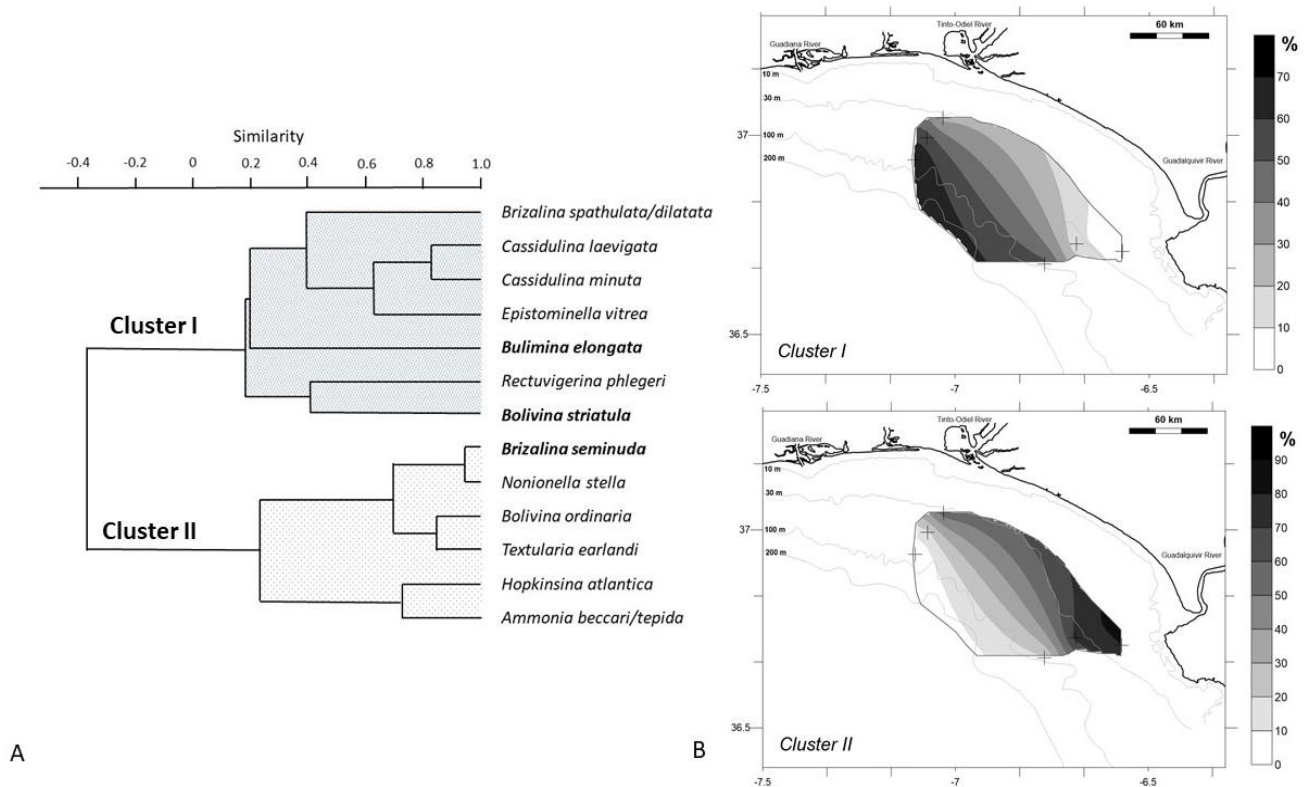 Similarity
-0.4 -0.2 0 0.2 0.4 0.6 0.8 1.0
Brizalina spathulata/dilatata
Cassidulina laevigata
Cassidulina minuta
Epistominella vitrea
Cluster I
Bulimina elongata
Rectuvigerina phlegeri
Bolivina striatula
Brizalina seminuda
Nonionella stella
Bolivina ordinaria
Cluster II
Textularia earlandi
Hopkinsina atlantica
Ammonia beccari/tepida
A
Tinto-Odiel River
60 km
Guadiana River
%
10 m
70
30 m
60
37
100 m
50
200 m
Guadalquivir River
40
30
20
36.5
10
Cluster I
0
-7.5 -7 -6.5
Tinto-Odiel River
60 km
Guadiana River
%
10 m
90
30 m
80
37
100 m
70
200 m
Guadalquivir River
60
50
40
30
20
36.5
10
Cluster II
0
-7.5 -7 -6.5
B